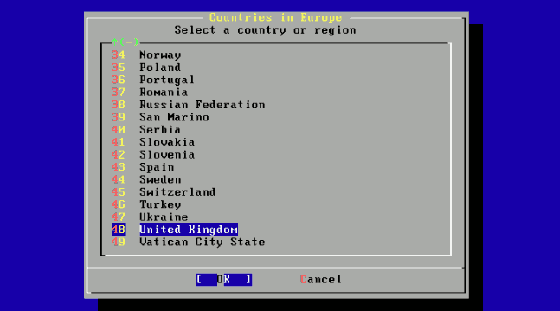 Countries in Europe
Select a country or region
^(-)
34 Norway
35 Poland
36 Portugal
37 Romania
38 Russian Federation
39 San Marino
40 Serbia
41 Slovakia
42 Slovenia
43 Spain
44 Sweden
45 Switzerland
46 Turkey
47 Ukraine
48 United Kingdom
49 Vatican City State
[ OK ] Cancel